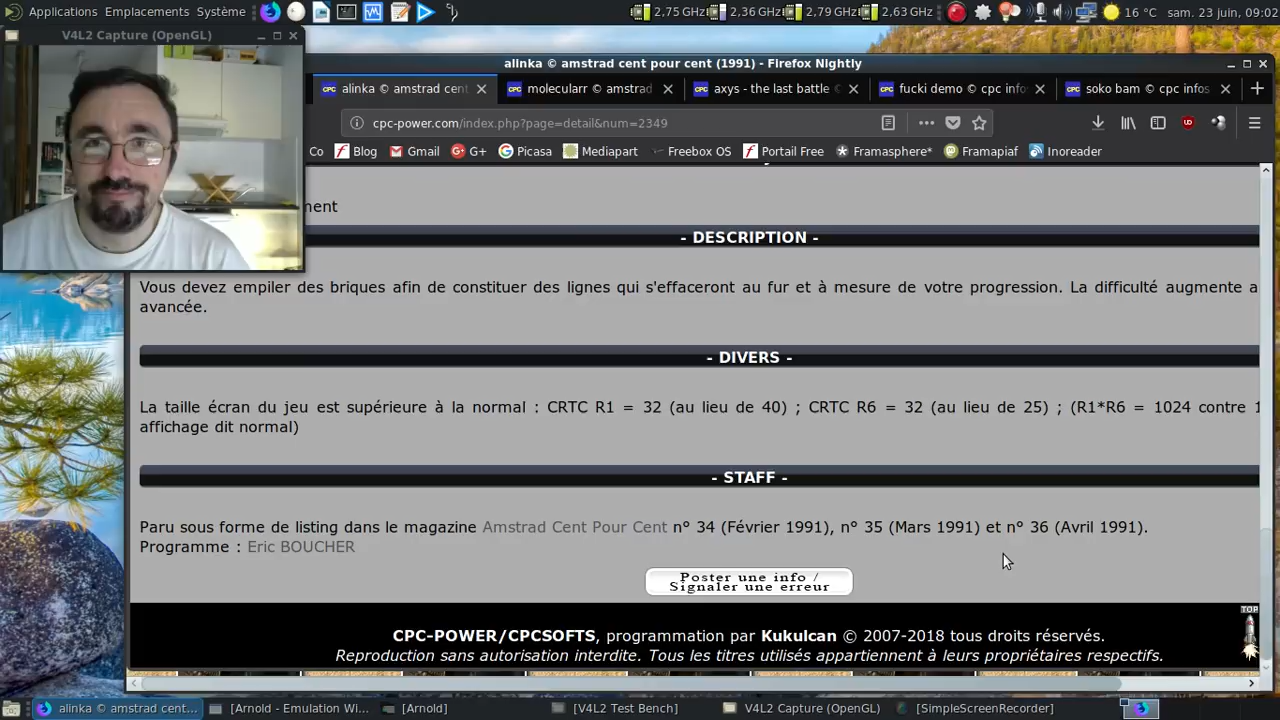 Applications Emplacements Système
2,75 GHz 2,36 GHz 2,79 GHz 2,63 GHz 16 °C sam. 23 juin, 09:02
V4L2 Capture (OpenGL)
alinka © amstrad cent pour cent (1991) - Firefox Nightly
CPC alinka © amstrad cent CPC molecularr © amstrad CPC axys - the last battle © CPC fucki demo © cpc infos CPC soko bam © cpc infos
cpc-power.com/index.php?page=detail&num=2349
Co Blog Gmail G+ Picasa Mediapart Freebox OS Portail Free Framasphere* Framapiaf Inoreader
ment
- DESCRIPTION -
Vous devez empiler des briques afin de constituer des lignes qui s'effaceront au fur et à mesure de votre progression. La difficulté augmente a
avancée.
- DIVERS -
La taille écran du jeu est supérieure à la normal : CRTC R1 = 32 (au lieu de 40) ; CRTC R6 = 32 (au lieu de 25) ; (R1*R6 = 1024 contre 1
affichage dit normal)
- STAFF -
Paru sous forme de listing dans le magazine Amstrad Cent Pour Cent n° 34 (Février 1991), n° 35 (Mars 1991) et n° 36 (Avril 1991).
Programme : Eric BOUCHER
Poster une info /
Signaler une erreur
TOP
CPC-POWER/CPCSOFTS, programmation par Kukulcan © 2007-2018 tous droits réservés.
Reproduction sans autorisation interdite. Tous les titres utilisés appartiennent à leurs propriétaires respectifs.
alinka © amstrad cent ... [Arnold - Emulation Wi... [Arnold] [V4L2 Test Bench] V4L2 Capture (OpenGL) [SimpleScreenRecorder]